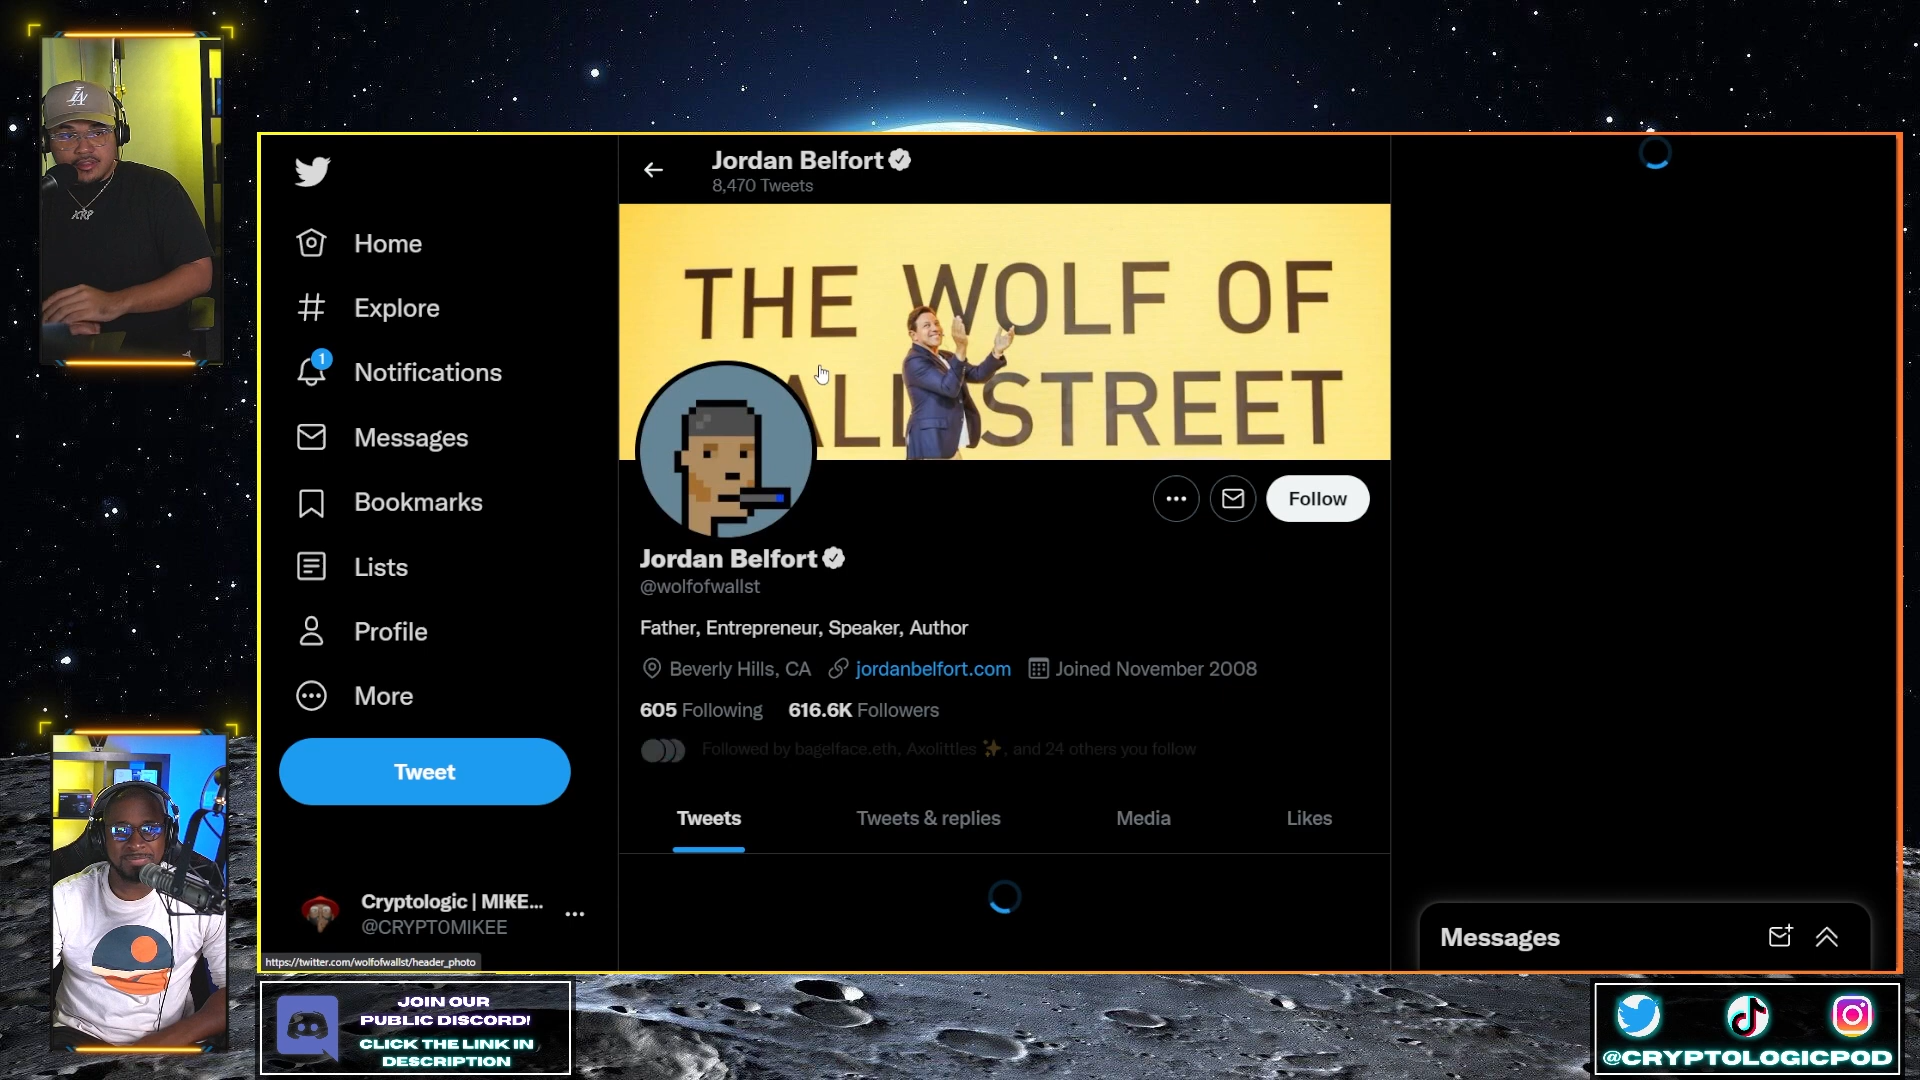 LA
XRP
Home
Explore
1
Notifications
Messages
Bookmarks
Lists
Profile
More
Tweet
Cryptologic | MIKE...
@CRYPTOMIKEE
https://twitter.com/wolfofwallst/header_photo
Jordan Belfort
8,470 Tweets
THE WOLF OF
ALL STREET
Follow
Jordan Belfort
@wolfofwallst
Father, Entrepreneur, Speaker, Author
Beverly Hills, CA jordanbelfort.com Joined November 2008
605 Following 616.6K Followers
Followed by bagelface.eth, Axolittles ✨, and 24 others you follow
Tweets Tweets & replies Media Likes
Messages
JOIN OUR
PUBLIC DISCORD!
CLICK THE LINK IN
DESCRIPTION
@CRYPTOLOGICPOD